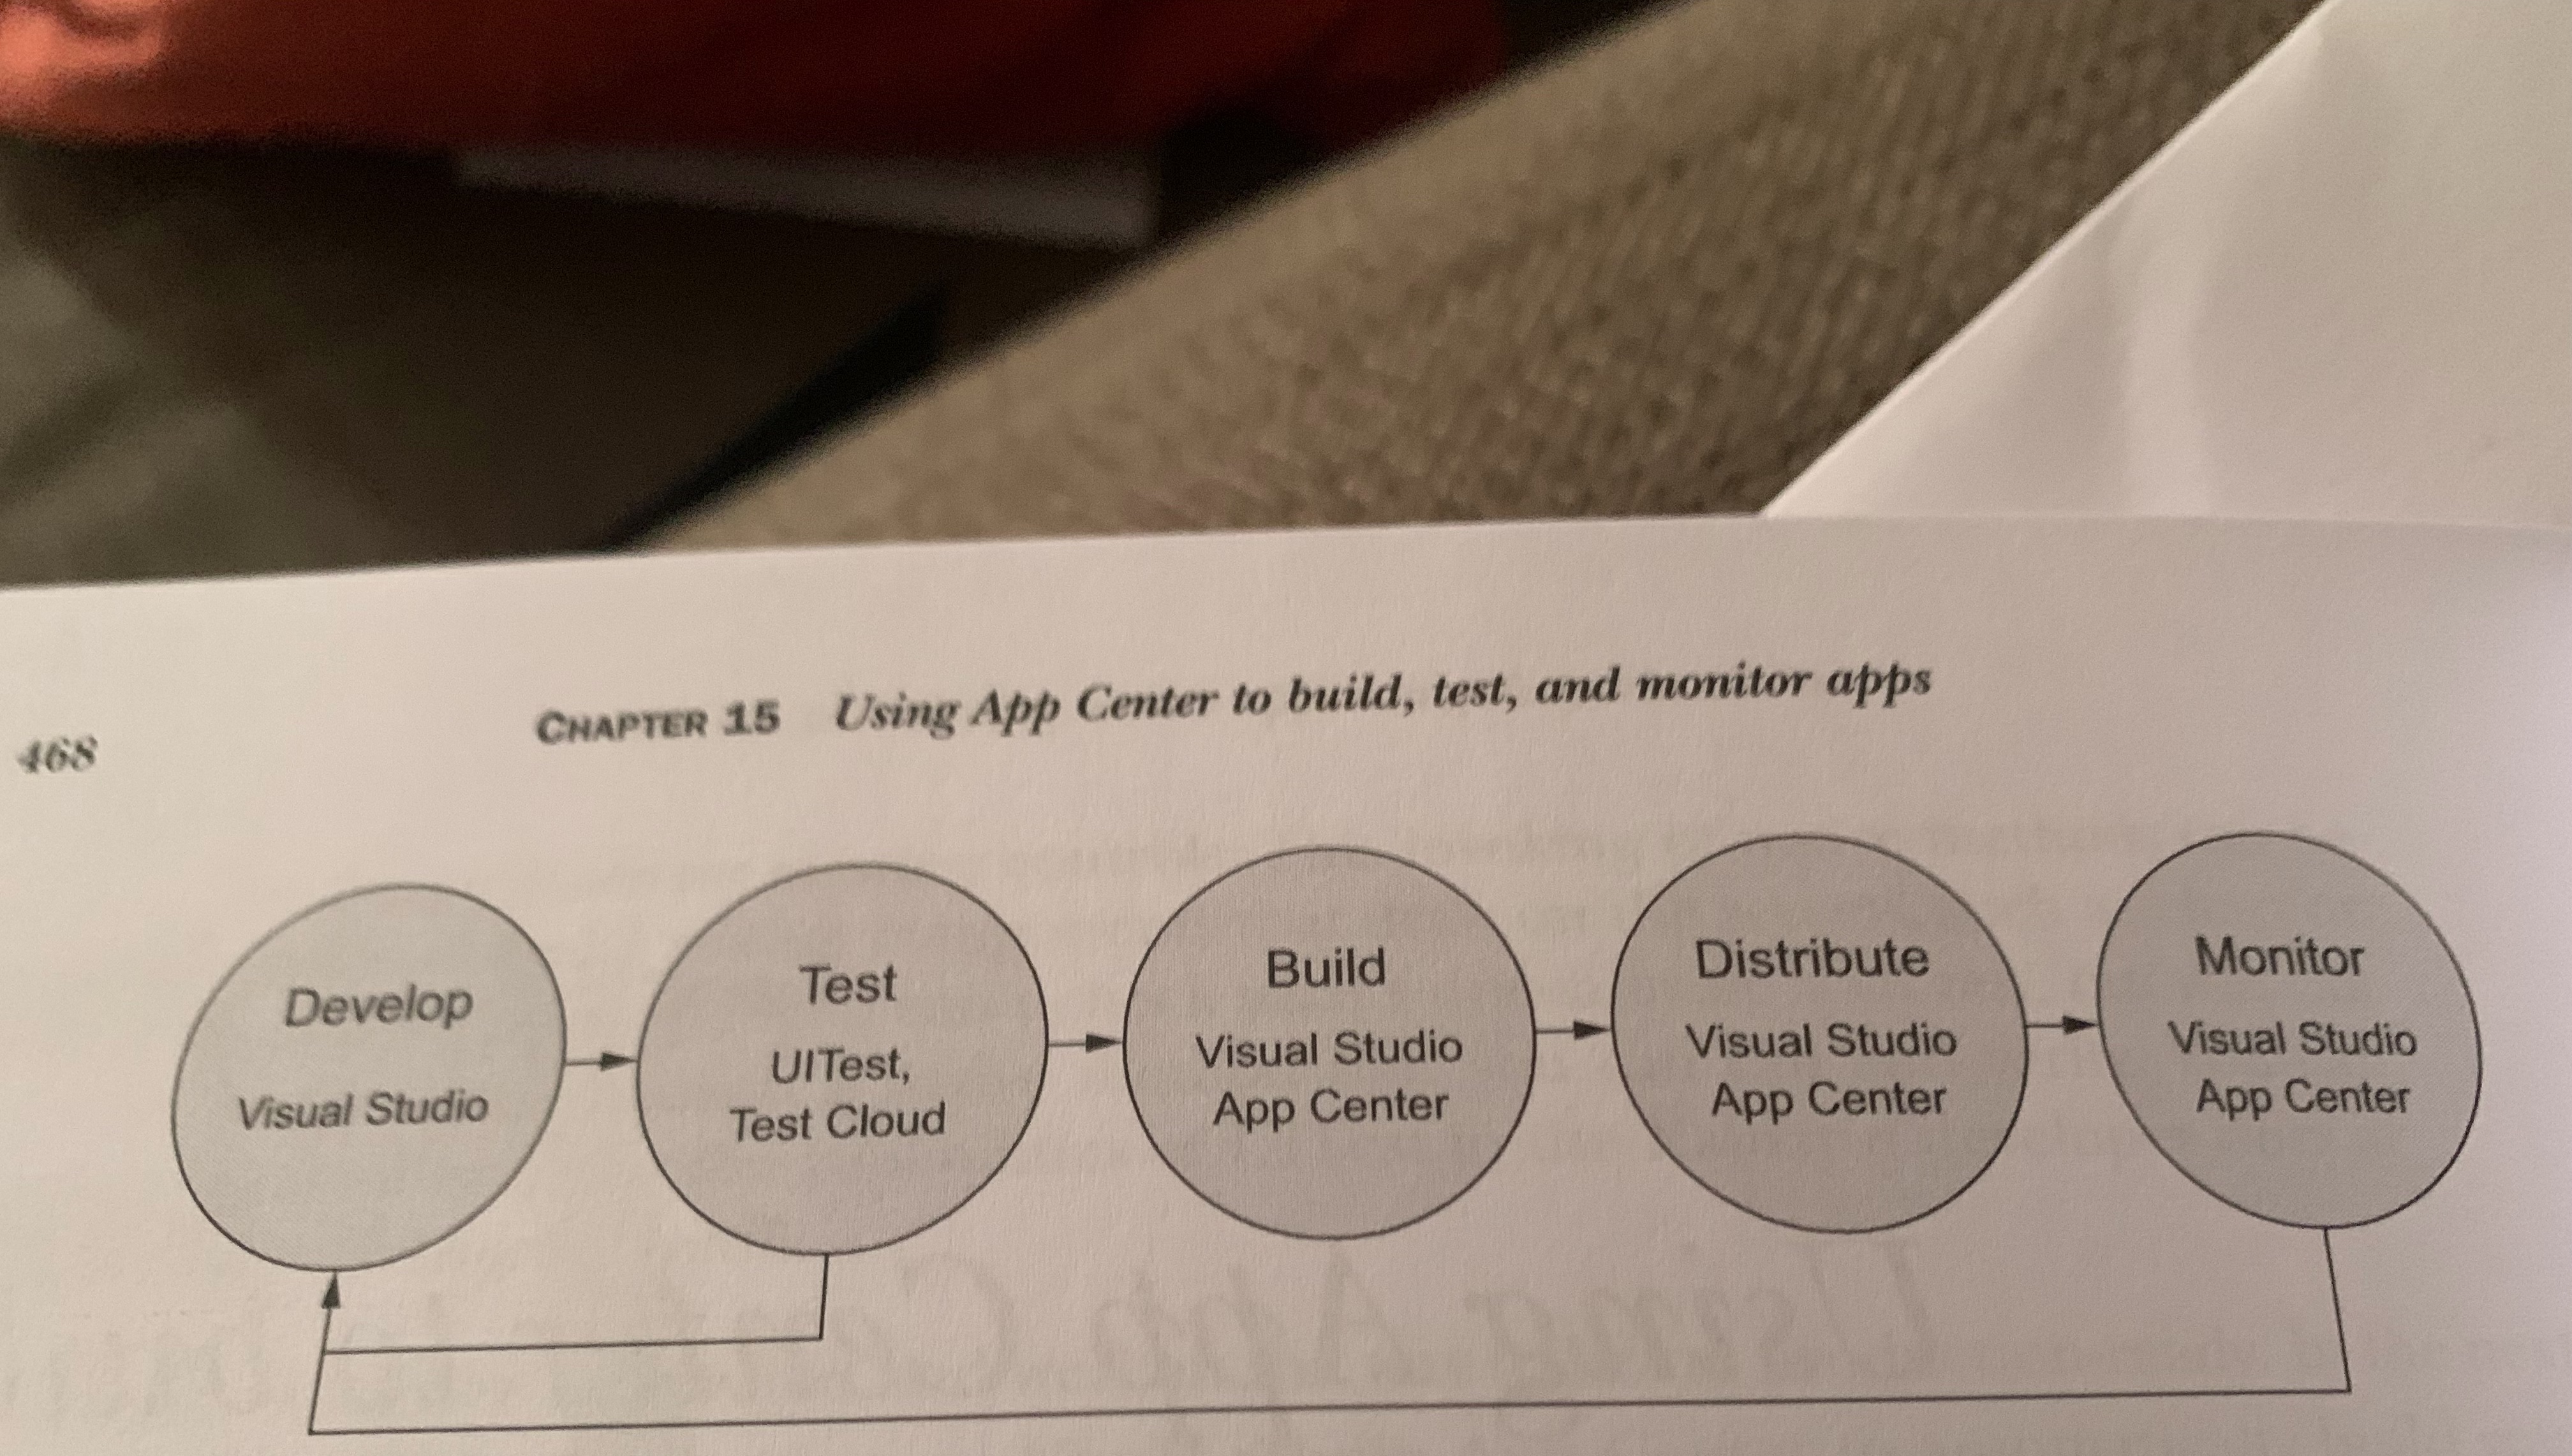 468
CHAPTER 15 Using App Center to build, test, and monitor apps
Develop
Visual Studio
Test
UITest,
Test Cloud
Build
Visual Studio
App Center
Distribute
Visual Studio
App Center
Monitor
Visual Studio
App Center